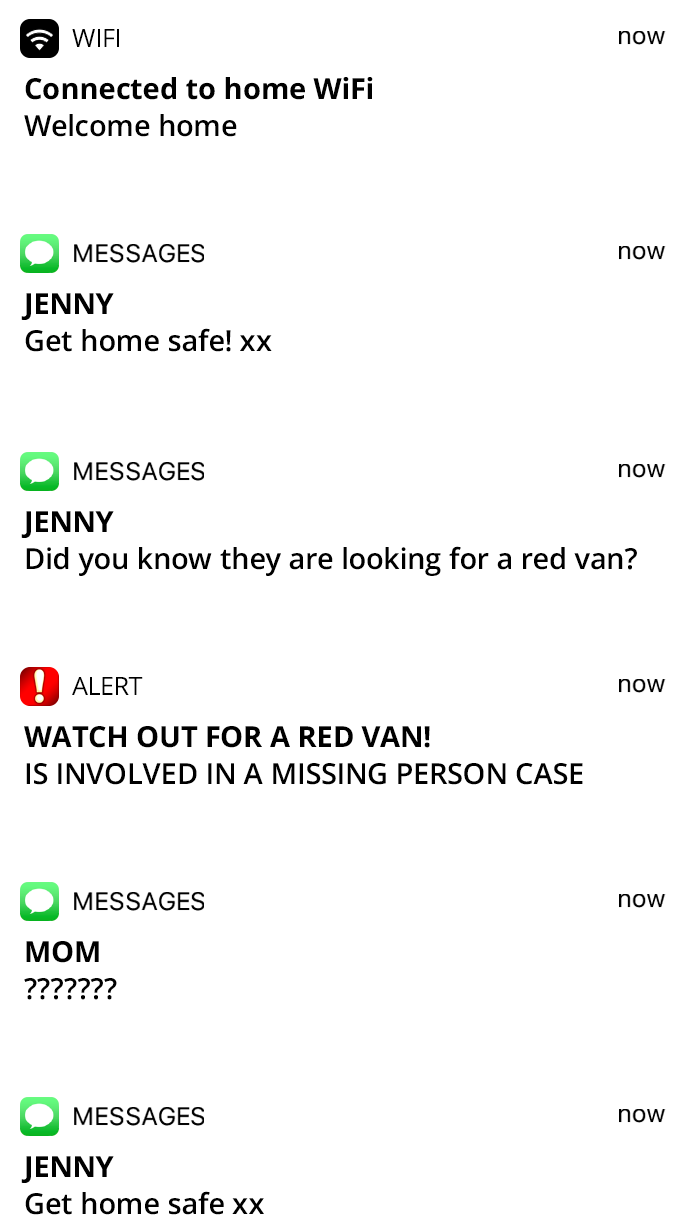 WIFI now
Connected to home WiFi
Welcome home
MESSAGES now
JENNY
Get home safe! xx
MESSAGES now
JENNY
Did you know they are looking for a red van?
ALERT now
WATCH OUT FOR A RED VAN!
IS INVOLVED IN A MISSING PERSON CASE
MESSAGES now
MOM
???????
MESSAGES now
JENNY
Get home safe xx